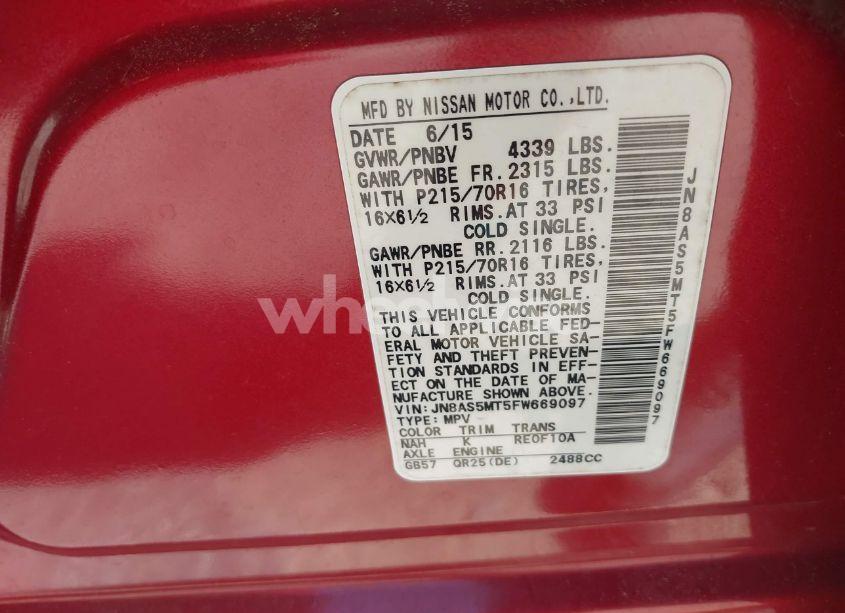 MFD BY NISSAN MOTOR CO.,LTD.
DATE 6/15
GVWR/PNBV 4339 LBS.
GAWR/PNBE FR. 2315 LBS.
WITH P215/70R16 TIRES,
16X6½ RIMS. AT 33 PSI
COLD SINGLE.
GAWR/PNBE RR. 2116 LBS.
WITH P215/70R16 TIRES,
16X6½ RIMS. AT 33 PSI
COLD SINGLE.
THIS VEHICLE CONFORMS
TO ALL APPLICABLE FED-
ERAL MOTOR VEHICLE SA-
FETY AND THEFT PREVEN-
TION STANDARDS IN EFF-
ECT ON THE DATE OF MA-
NUFACTURE SHOWN ABOVE.
VIN: JN8AS5MT5FW669097
TYPE: MPV
COLOR TRIM TRANS
NAH K RE0F10A
AXLE ENGINE
GB57 QR25(DE) 2488CC
JN8AS5MT5FW669097